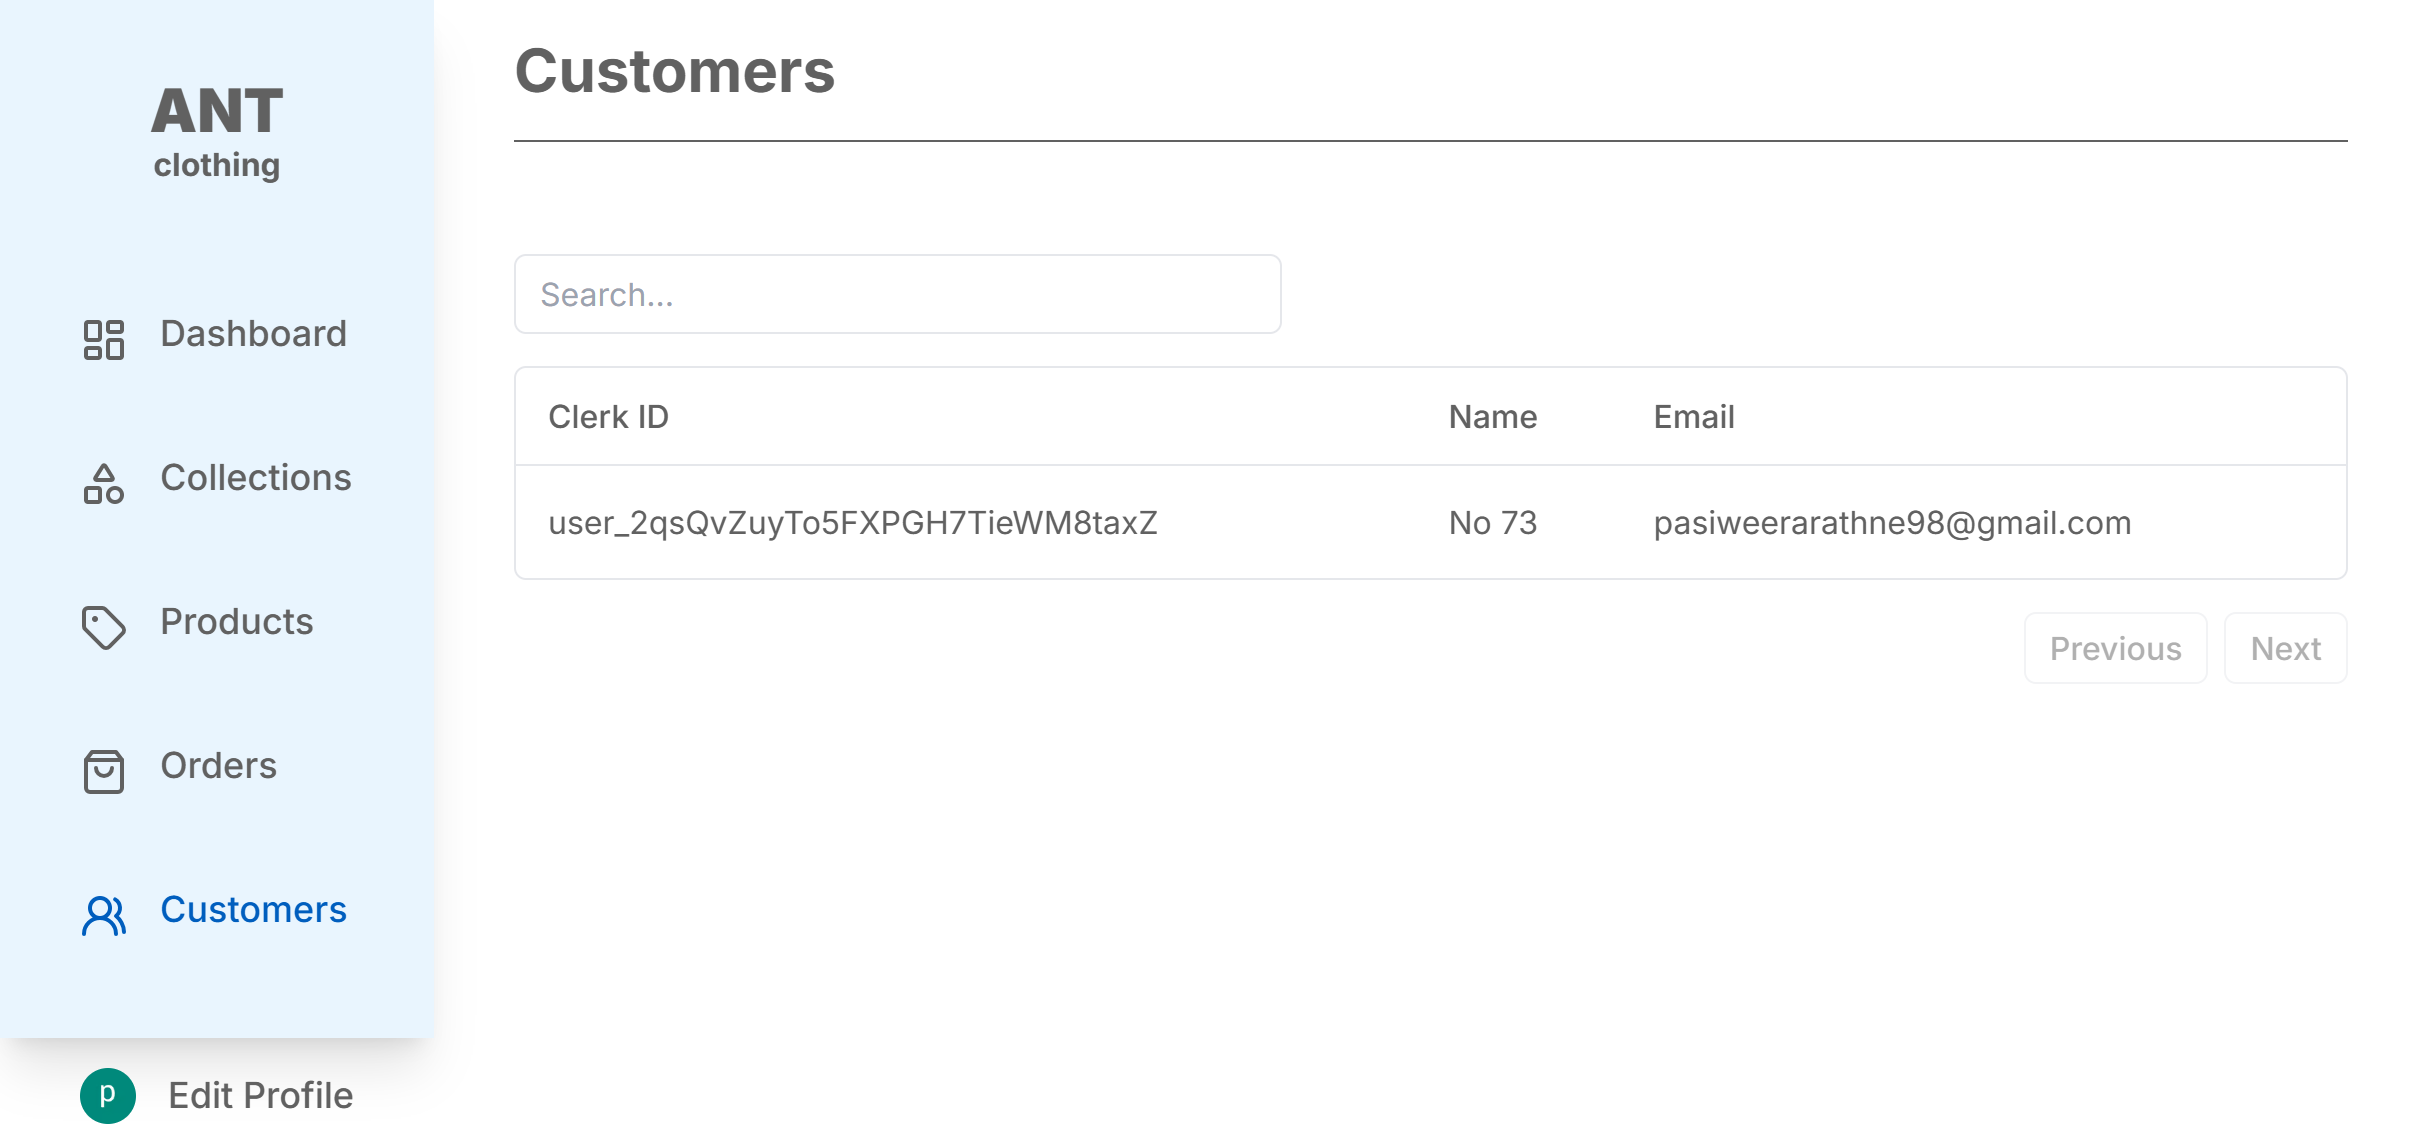 ANT
clothing
Dashboard
Collections
Products
Orders
Customers
Edit Profile
p
Customers
Search...
Clerk ID Name Email
user_2qsQvZuyTo5FXPGH7TieWM8taxZ No 73 pasiweerarathne98@gmail.com
Previous Next